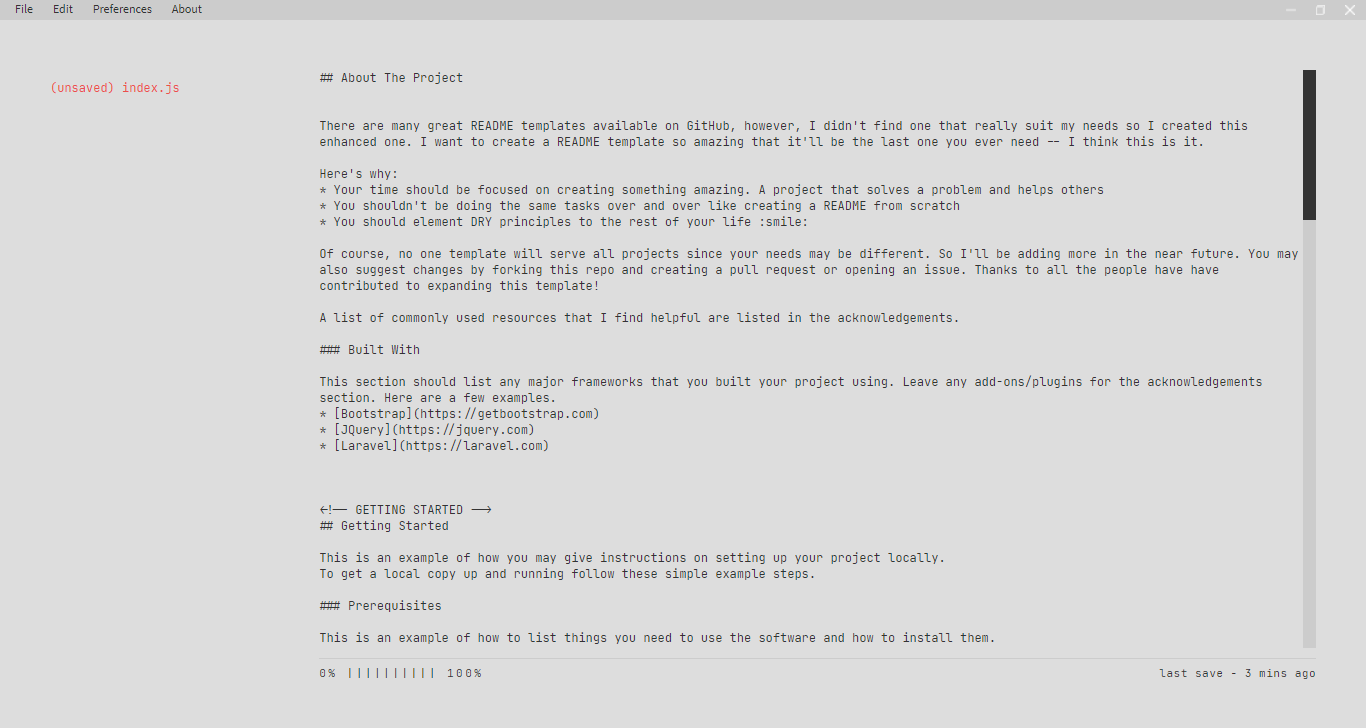 File Edit Preferences About
(unsaved) index.js
## About The Project
There are many great README templates available on GitHub, however, I didn't find one that really suit my needs so I created this
enhanced one. I want to create a README template so amazing that it'll be the last one you ever need -- I think this is it.
Here's why:
* Your time should be focused on creating something amazing. A project that solves a problem and helps others
* You shouldn't be doing the same tasks over and over like creating a README from scratch
* You should element DRY principles to the rest of your life :smile:
Of course, no one template will serve all projects since your needs may be different. So I'll be adding more in the near future. You may
also suggest changes by forking this repo and creating a pull request or opening an issue. Thanks to all the people have have
contributed to expanding this template!
A list of commonly used resources that I find helpful are listed in the acknowledgements.
### Built With
This section should list any major frameworks that you built your project using. Leave any add-ons/plugins for the acknowledgements
section. Here are a few examples.
* [Bootstrap](https://getbootstrap.com)
* [JQuery](https://jquery.com)
* [Laravel](https://laravel.com)
<!-- GETTING STARTED -->
## Getting Started
This is an example of how you may give instructions on setting up your project locally.
To get a local copy up and running follow these simple example steps.
### Prerequisites
This is an example of how to list things you need to use the software and how to install them.
0% |||||||||| 100%
last save - 3 mins ago